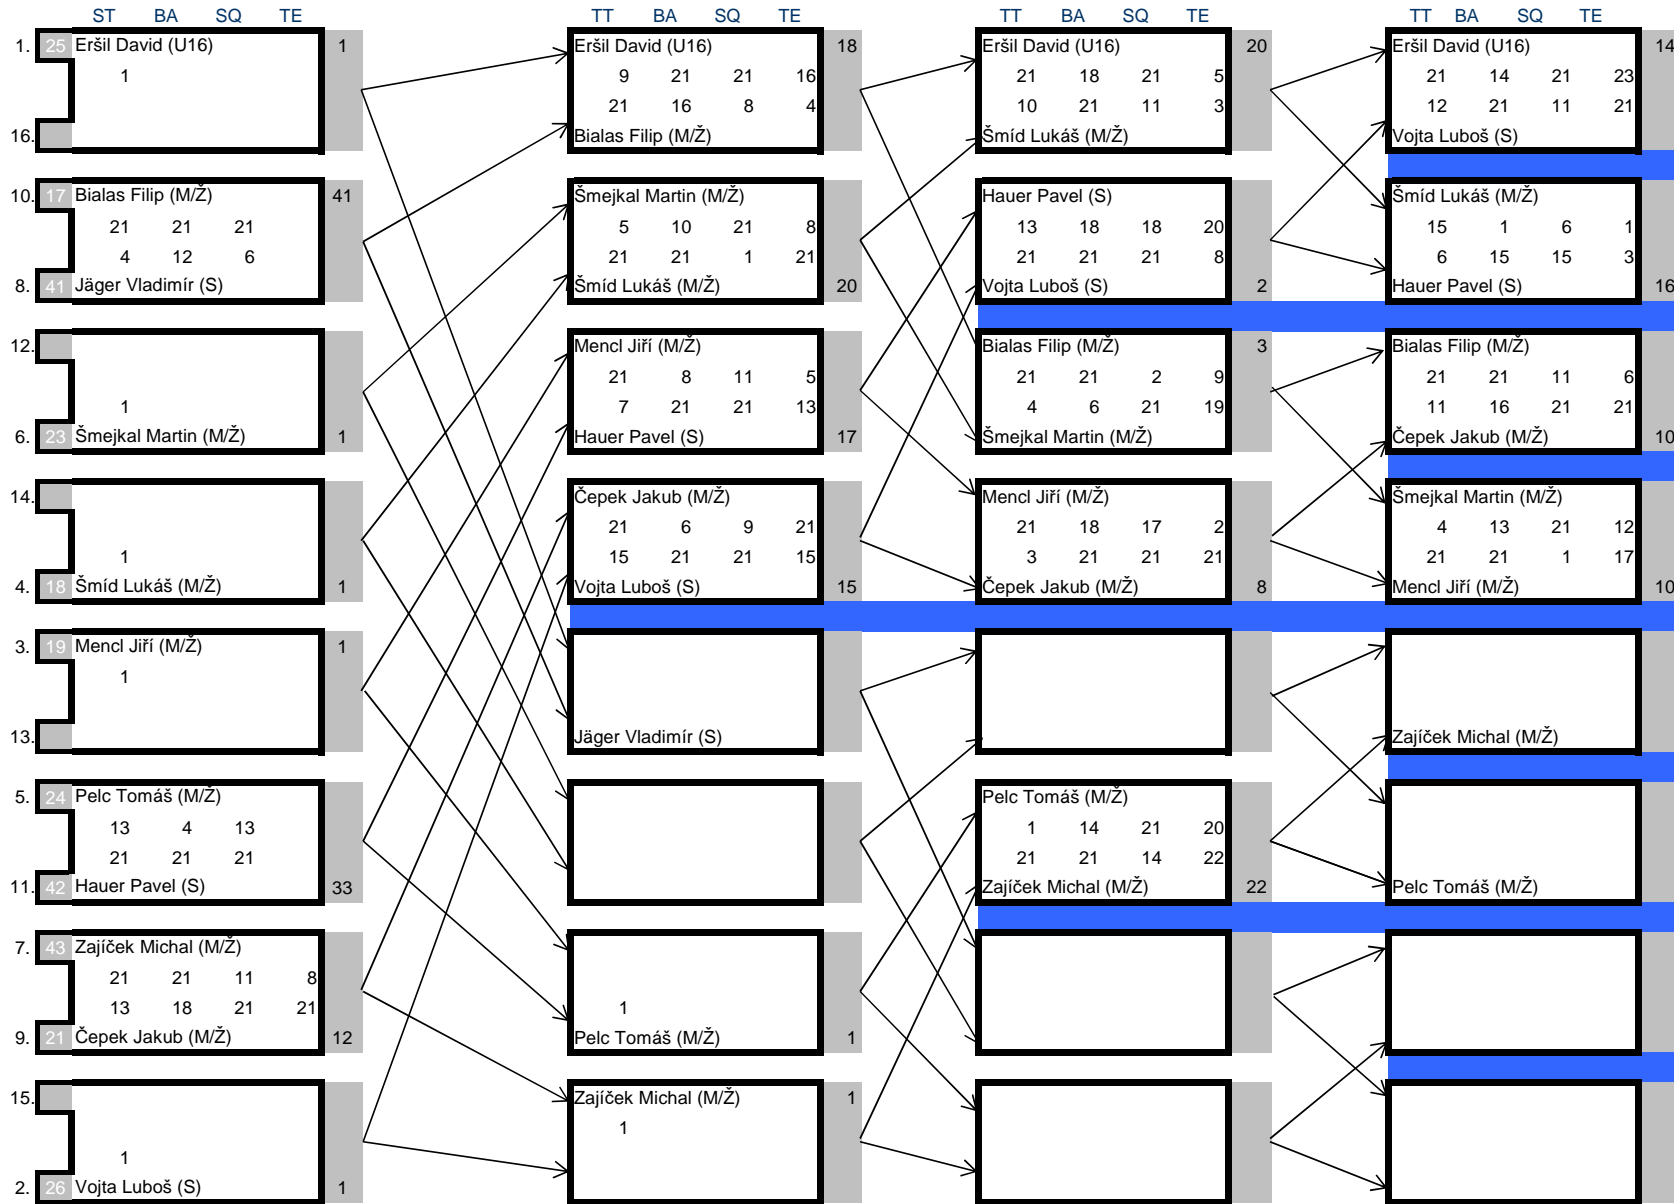 ST BA SQ TE TT BA SQ TE TT BA SQ TE TT BA SQ TE
1. 25 Eršil David (U16) 1 Eršil David (U16) 18 Eršil David (U16) 20 Eršil David (U16) 14
1 9 21 21 16 21 18 21 5 21 14 21 23
21 16 8 4 10 21 11 3 12 21 11 21
16. Bialas Filip (M/Ž) Šmíd Lukáš (M/Ž) Vojta Luboš (S)
10. 17 Bialas Filip (M/Ž) 41 Šmejkal Martin (M/Ž) Hauer Pavel (S) Šmíd Lukáš (M/Ž)
21 21 21 5 10 21 8 13 18 18 20 15 1 6 1
4 12 6 21 21 1 21 21 21 21 8 6 15 15 3
8. 41 Jäger Vladimír (S) Šmíd Lukáš (M/Ž) 20 Vojta Luboš (S) 2 Hauer Pavel (S) 16
12. Mencl Jiří (M/Ž) Bialas Filip (M/Ž) 3 Bialas Filip (M/Ž)
21 8 11 5 21 21 2 9 21 21 11 6
1 7 21 21 13 4 6 21 19 11 16 21 21
6. 23 Šmejkal Martin (M/Ž) 1 Hauer Pavel (S) 17 Šmejkal Martin (M/Ž) Čepek Jakub (M/Ž) 10
14. Čepek Jakub (M/Ž) Mencl Jiří (M/Ž) Šmejkal Martin (M/Ž)
21 6 9 21 21 18 17 2 4 13 21 12
1 15 21 21 15 3 21 21 21 21 21 1 17
4. 18 Šmíd Lukáš (M/Ž) 1 Vojta Luboš (S) 15 Čepek Jakub (M/Ž) 8 Mencl Jiří (M/Ž) 10
3. 19 Mencl Jiří (M/Ž) 1
1
13. Jäger Vladimír (S) Zajíček Michal (M/Ž)
5. 24 Pelc Tomáš (M/Ž) Pelc Tomáš (M/Ž)
13 4 13 1 14 21 20
21 21 21 21 21 14 22
11. 42 Hauer Pavel (S) 33 Zajíček Michal (M/Ž) 22 Pelc Tomáš (M/Ž)
7. 43 Zajíček Michal (M/Ž)
21 21 11 8
13 18 21 21 1
9. 21 Čepek Jakub (M/Ž) 12 Pelc Tomáš (M/Ž) 1
15. Zajíček Michal (M/Ž) 1
1
1
2. 26 Vojta Luboš (S) 1